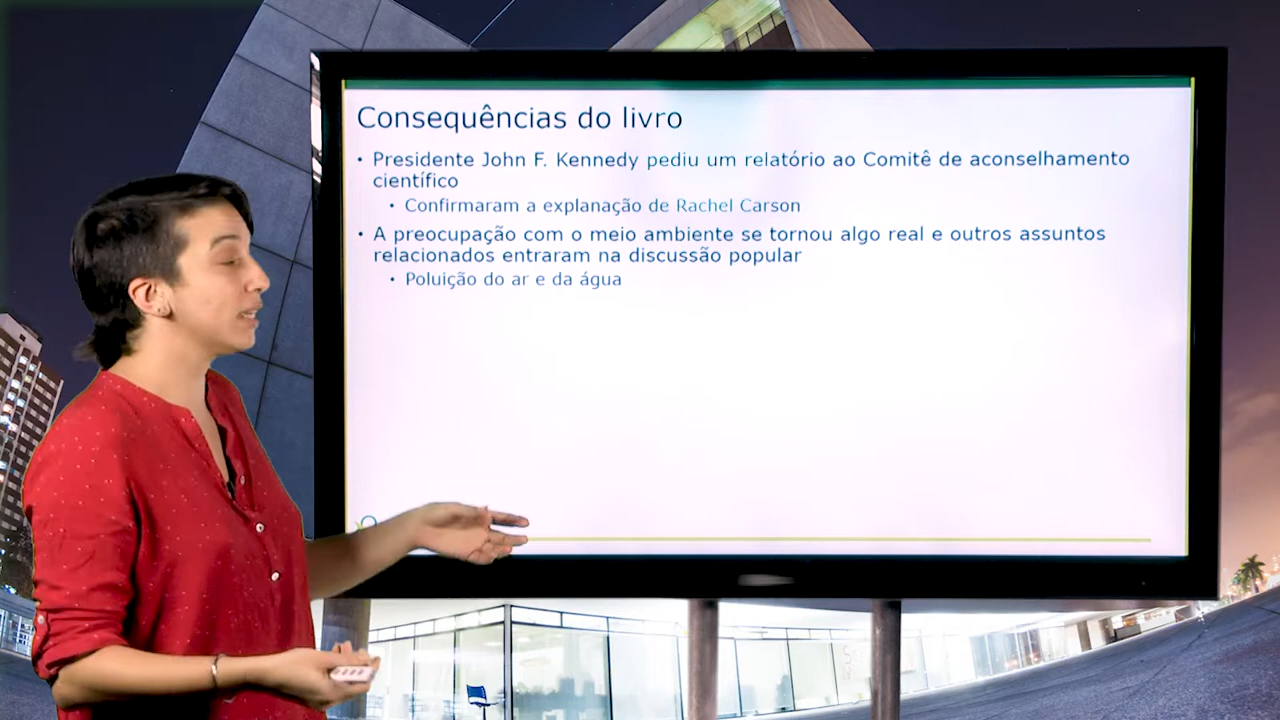 Consequências do livro
• Presidente John F. Kennedy pediu um relatório ao Comitê de aconselhamento
científico
• Confirmaram a explanação de Rachel Carson
• A preocupação com o meio ambiente se tornou algo real e outros assuntos
relacionados entraram na discussão popular
• Poluição do ar e da água